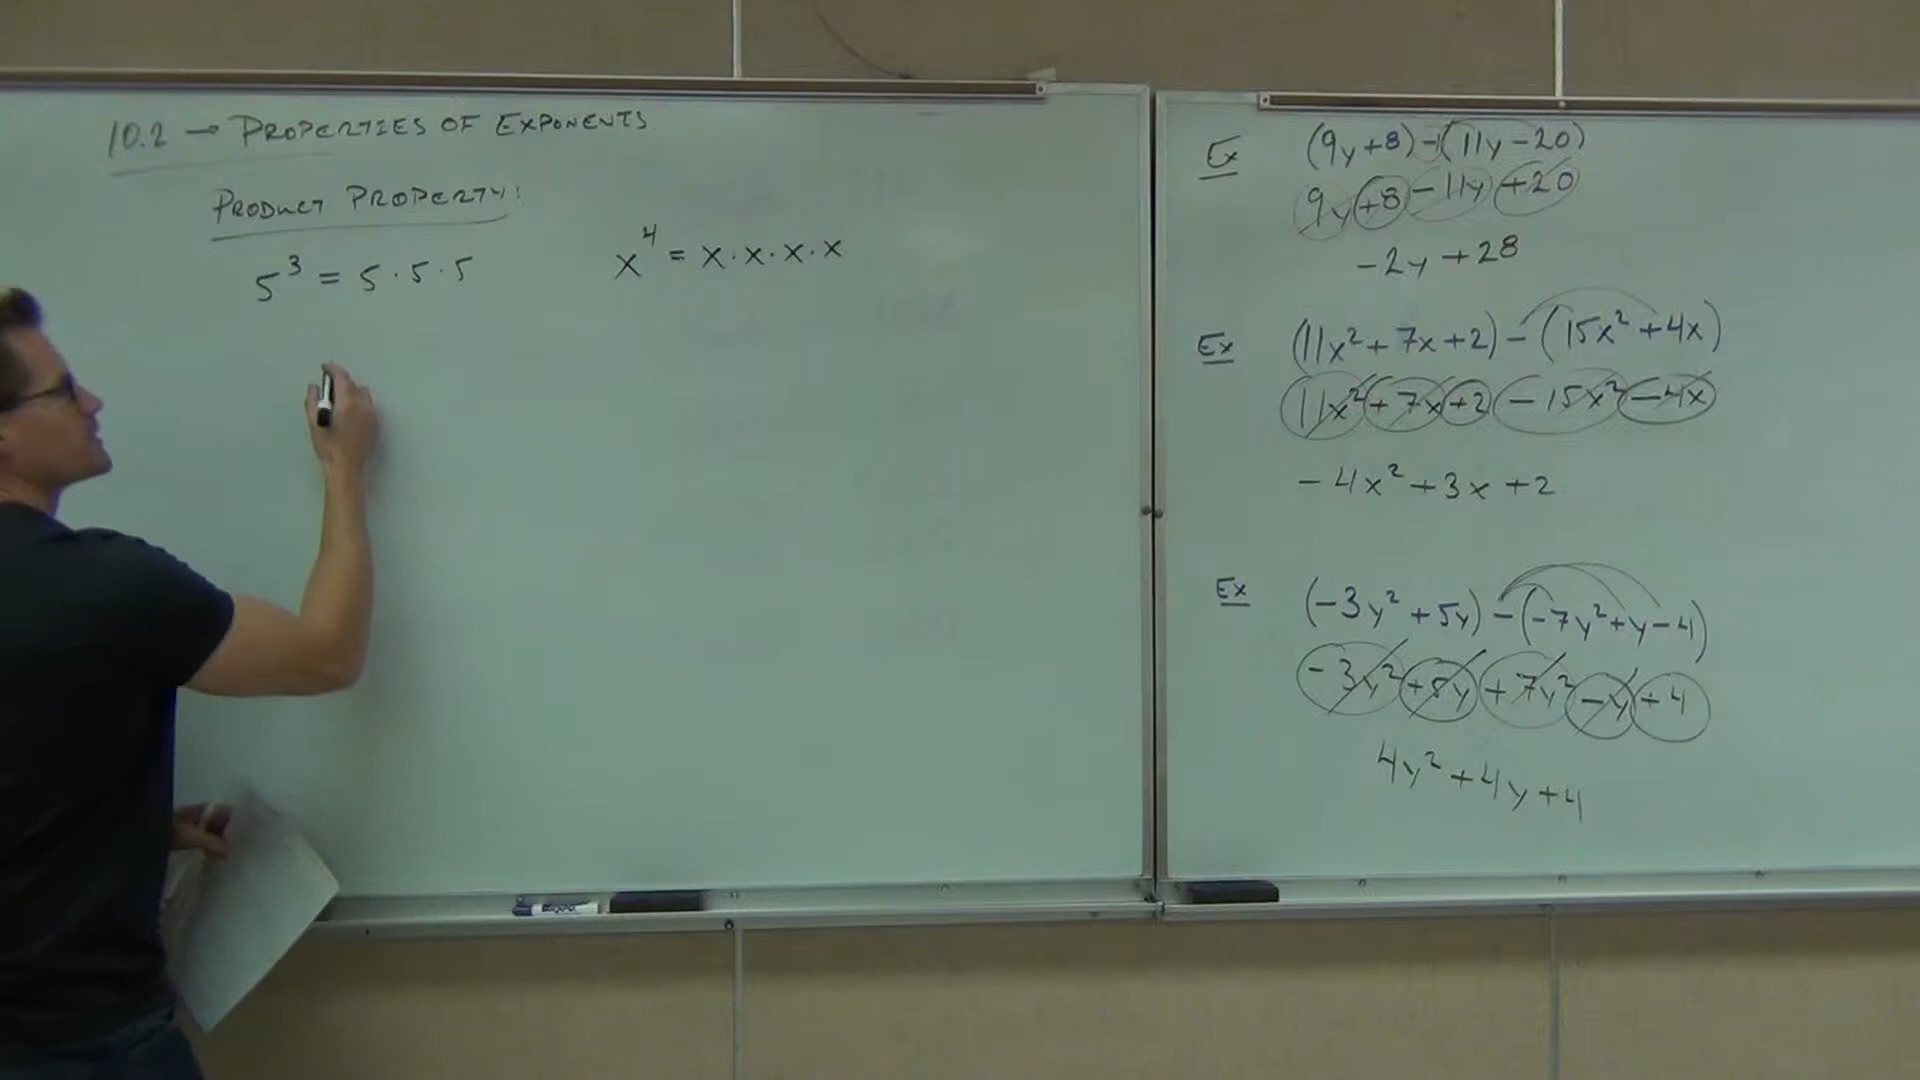 10.2 → PROPERTIES OF EXPONENTS
PRODUCT PROPERTY:
5³ = 5·5·5
x⁴ = x·x·x·x
Ex (9y+8)-(11y-20)
9y+8-11y+20
-2y+28
Ex (11x²+7x+2)-(15x²+4x)
11x²+7x+2-15x²-4x
-4x²+3x+2
Ex (-3y²+5y)-(-7y²+y-4)
-3y²+5y+7y²-y+4
4y²+4y+4
EXPO